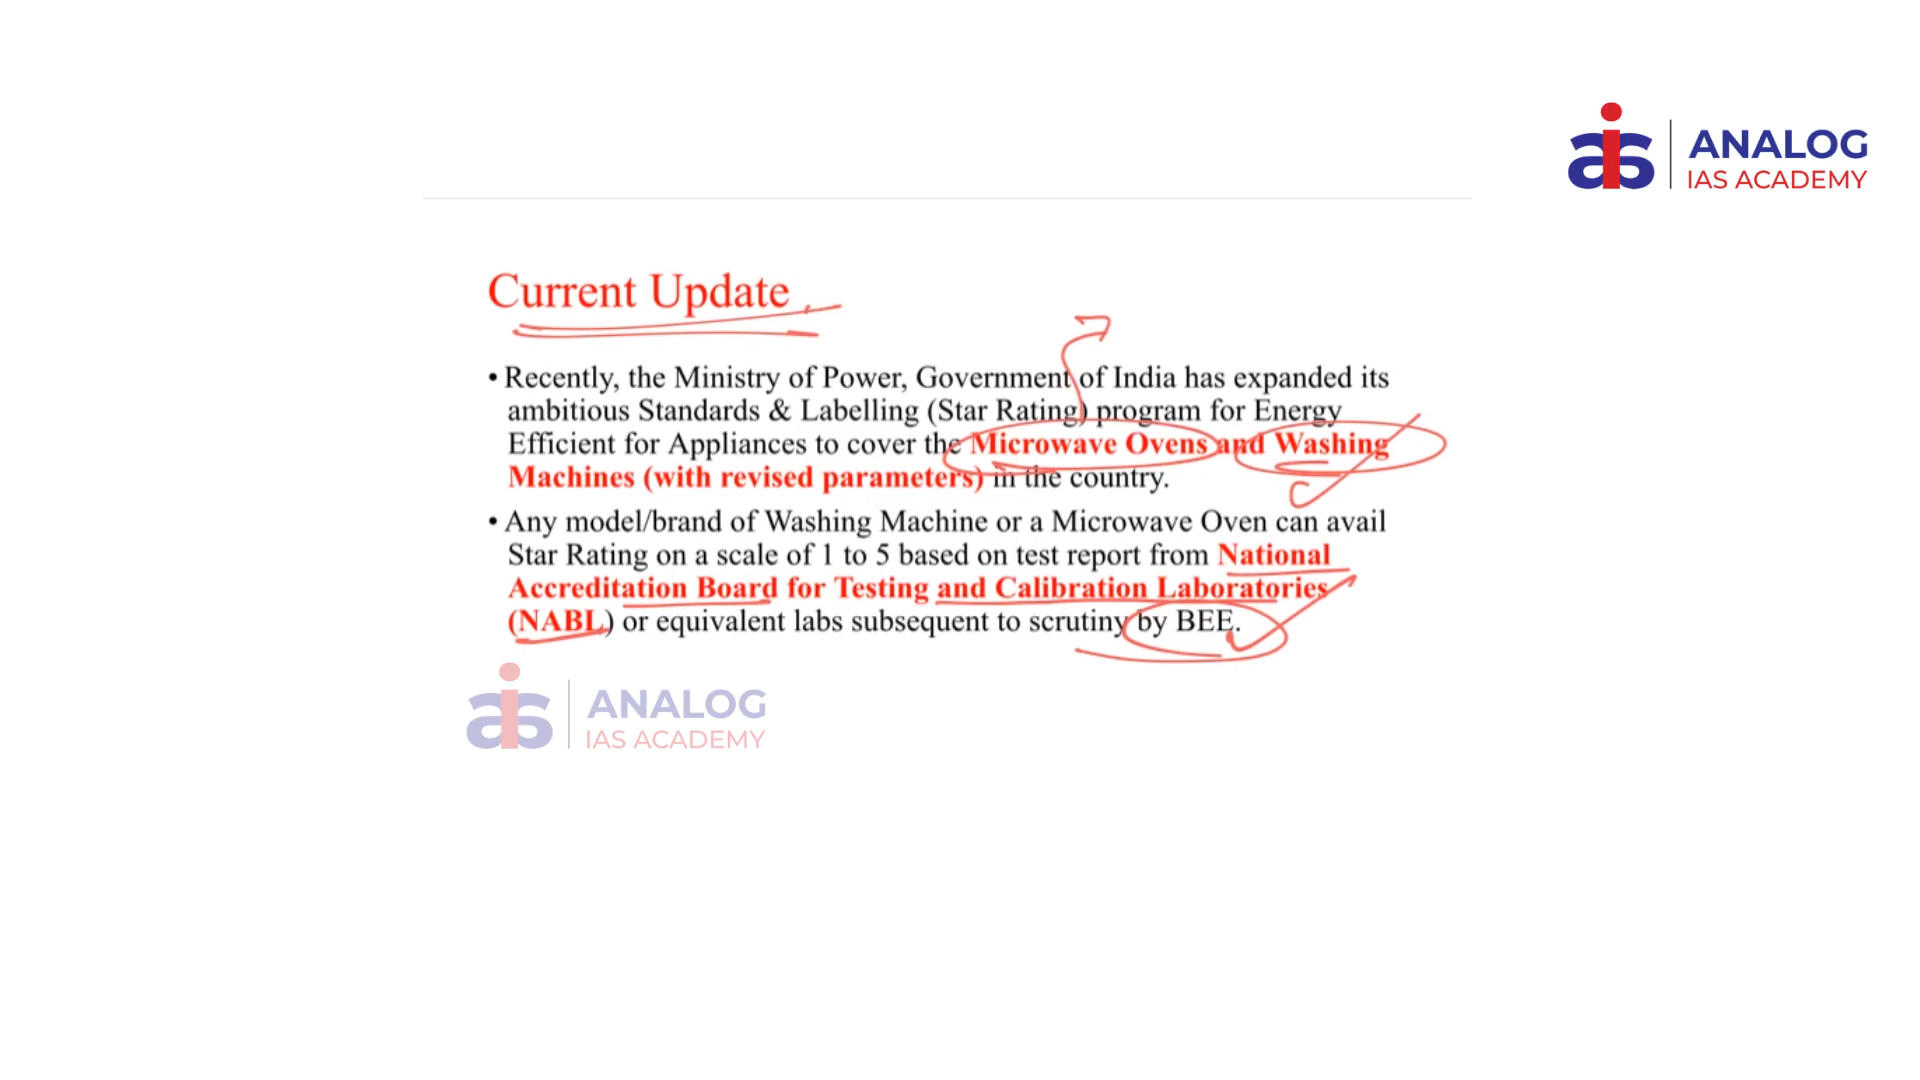 ANALOG
IAS ACADEMY
Current Update
• Recently, the Ministry of Power, Government of India has expanded its
ambitious Standards & Labelling (Star Rating) program for Energy
Efficient for Appliances to cover the Microwave Ovens and Washing
Machines (with revised parameters) in the country.
• Any model/brand of Washing Machine or a Microwave Oven can avail
Star Rating on a scale of 1 to 5 based on test report from National
Accreditation Board for Testing and Calibration Laboratories
(NABL) or equivalent labs subsequent to scrutiny by BEE.
ANALOG
IAS ACADEMY